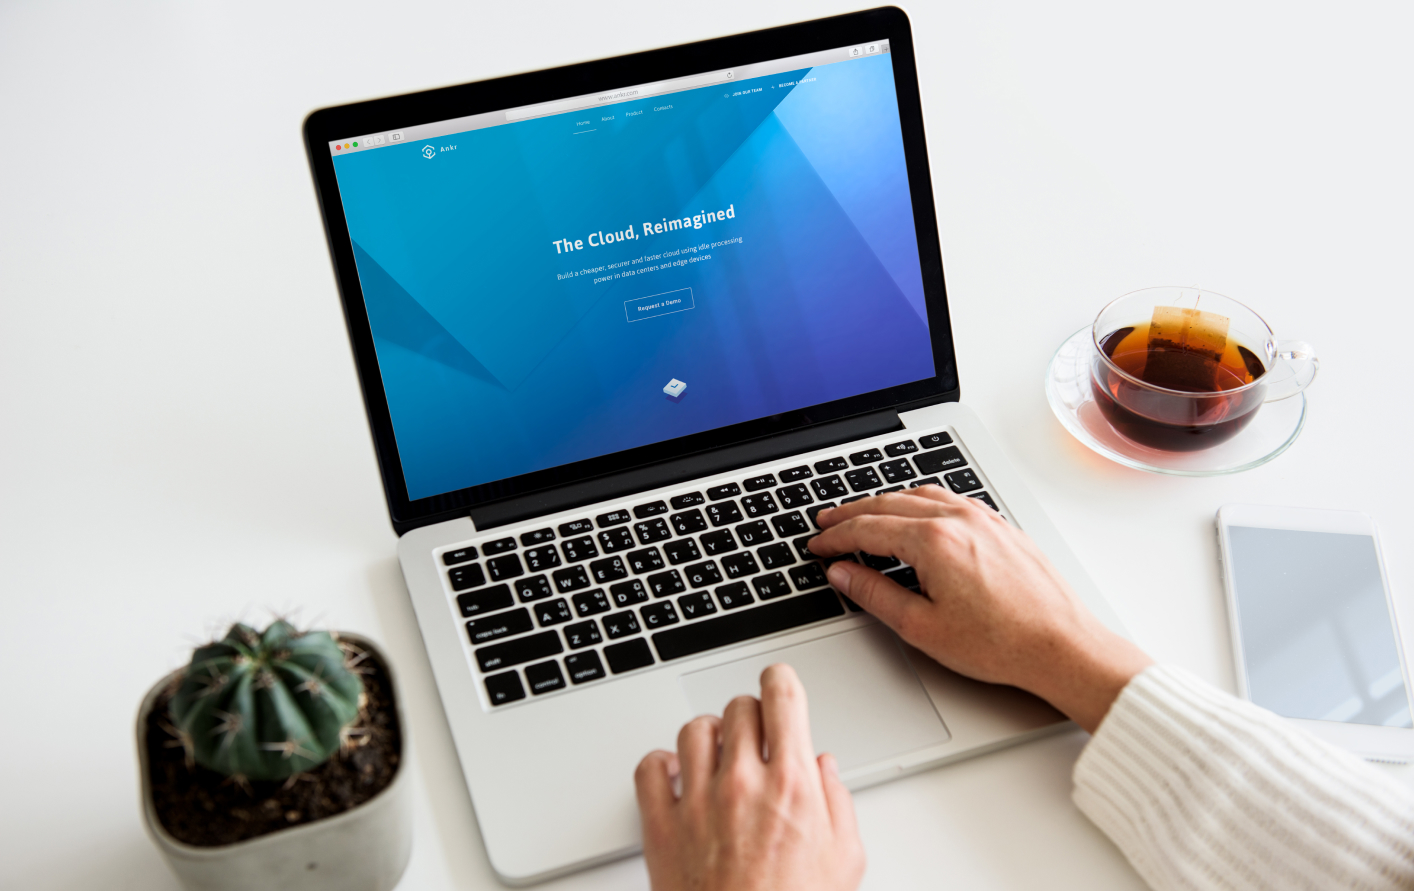 www.ankr.com
JOIN OUR TEAM
BECOME A PARTNER
Home About Product Contacts
Ankr
The Cloud, Reimagined
Build a cheaper, securer and faster cloud using idle processing
power in data centers and edge devices
Request a Demo
esc
delete
Q W E R T Y U
tab
A S D F G H J K
caps lock
Z X C V B N M
shift
fn control option